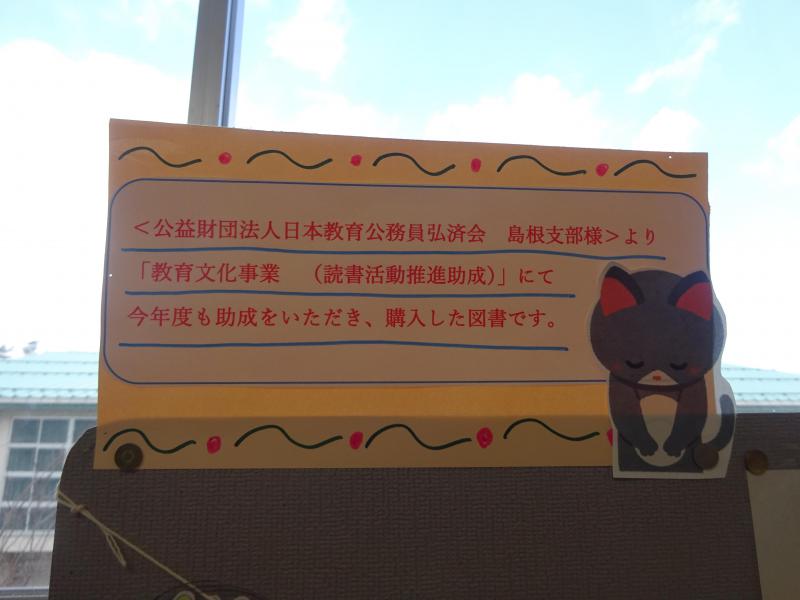 ＜公益財団法人日本教育公務員弘済会　島根支部様＞より
「教育文化事業　（読書活動推進助成）」にて
今年度も助成をいただき、購入した図書です。